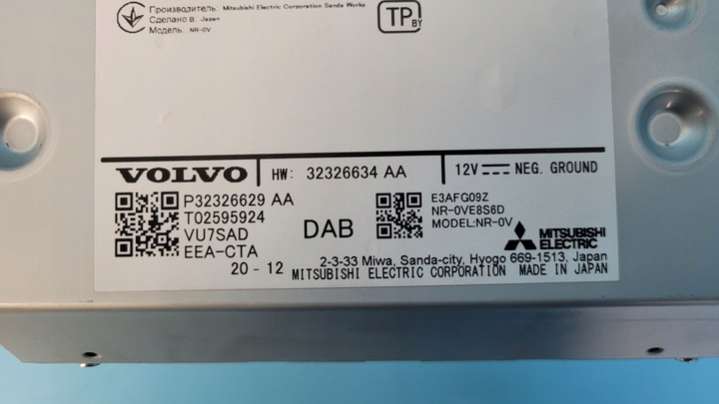 Производитель: Mitsubishi Electric Corporation Sanda Works
Сделано в: Japan
Модель: NR-0V
TP BY
VOLVO HW: 32326634 AA 12V NEG. GROUND
P32326629 AA
T02595924
VU7SAD
EEA-CTA
20-12
DAB
E3AFG09Z
NR-0VE8S6D
MODEL:NR-0V
MITSUBISHI
ELECTRIC
2-3-33 Miwa, Sanda-city, Hyogo 669-1513, Japan
MITSUBISHI ELECTRIC CORPORATION MADE IN JAPAN